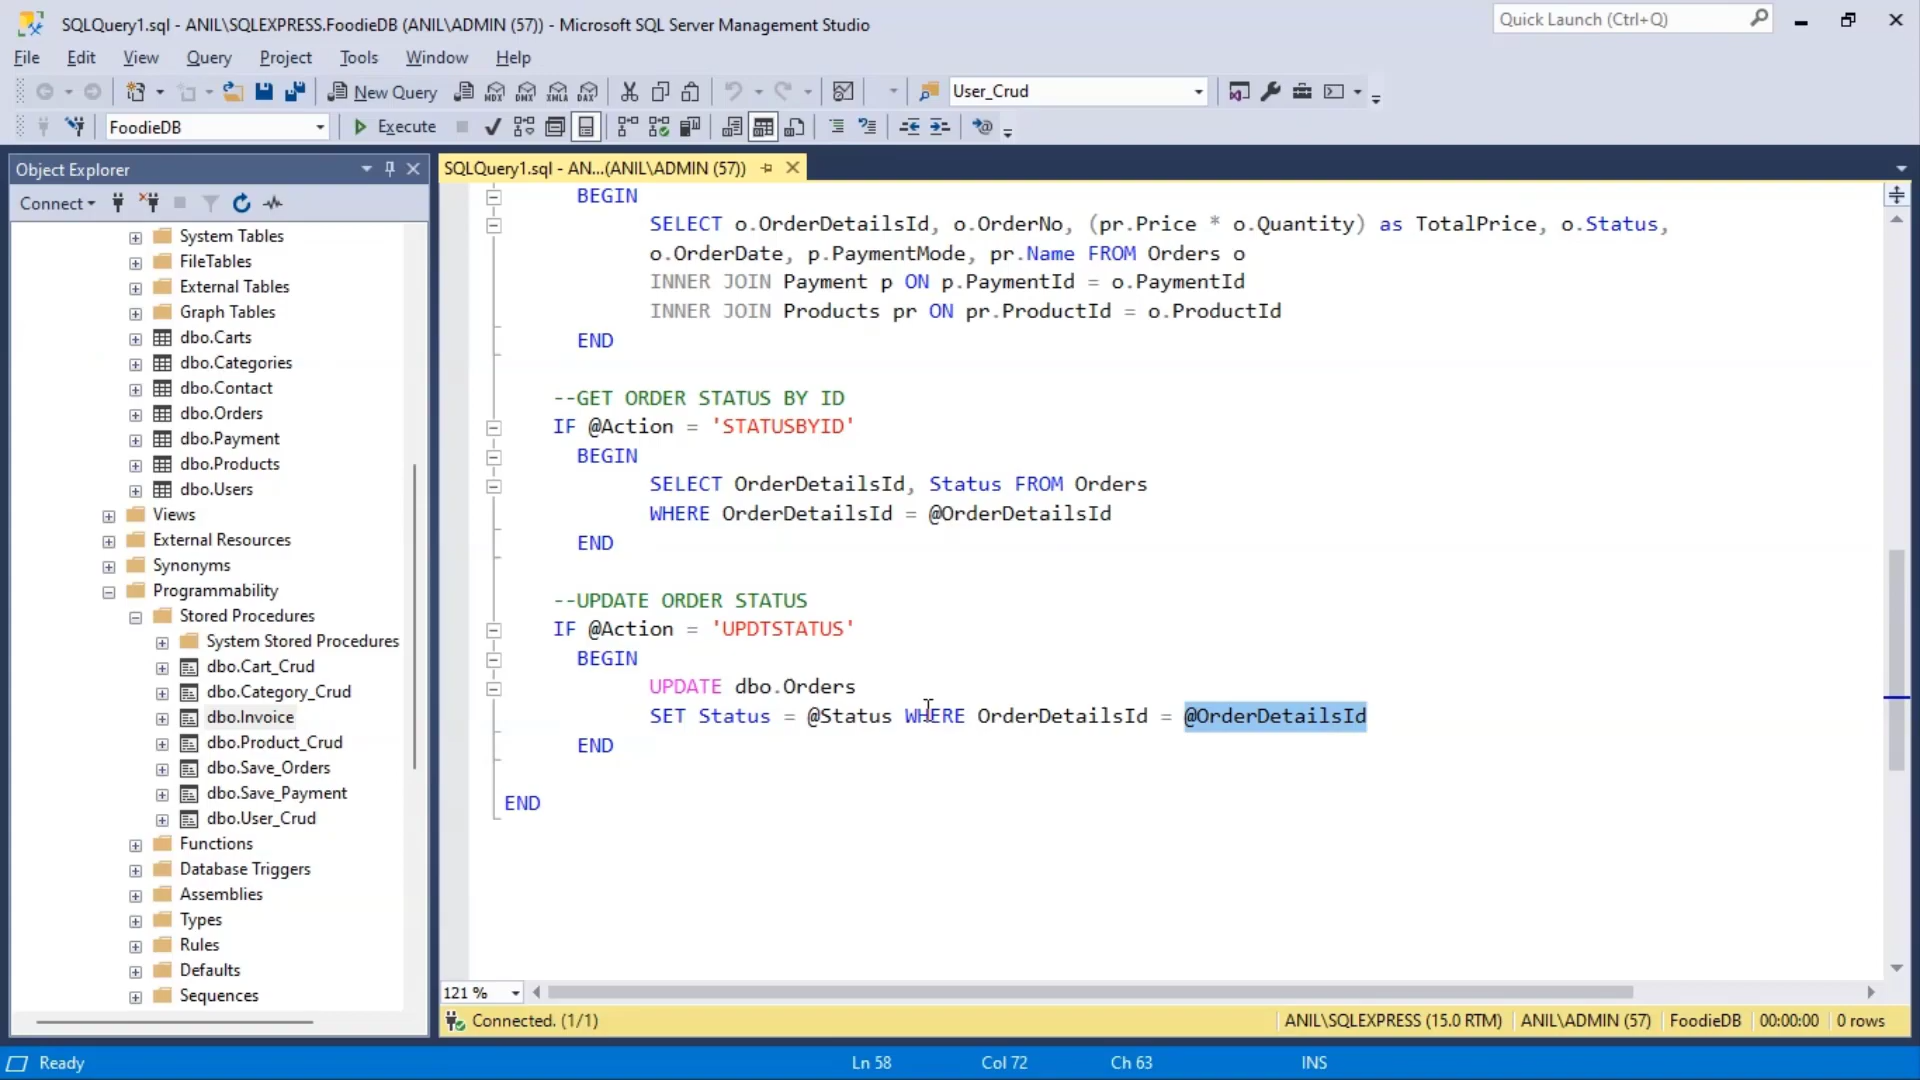 SQLQuery1.sql - ANIL\SQLEXPRESS.FoodieDB (ANIL\ADMIN (57)) - Microsoft SQL Server Management Studio
Quick Launch (Ctrl+Q)
File Edit View Query Project Tools Window Help
New Query
MDX DMX XMLA DAX
User_Crud
FoodieDB
Execute
Object Explorer
SQLQuery1.sql - AN...(ANIL\ADMIN (57))
Connect
System Tables
FileTables
External Tables
Graph Tables
dbo.Carts
dbo.Categories
dbo.Contact
dbo.Orders
dbo.Payment
dbo.Products
dbo.Users
Views
External Resources
Synonyms
Programmability
Stored Procedures
System Stored Procedures
dbo.Cart_Crud
dbo.Category_Crud
dbo.Invoice
dbo.Product_Crud
dbo.Save_Orders
dbo.Save_Payment
dbo.User_Crud
Functions
Database Triggers
Assemblies
Types
Rules
Defaults
Sequences
BEGIN
SELECT o.OrderDetailsId, o.OrderNo, (pr.Price * o.Quantity) as TotalPrice, o.Status,
o.OrderDate, p.PaymentMode, pr.Name FROM Orders o
INNER JOIN Payment p ON p.PaymentId = o.PaymentId
INNER JOIN Products pr ON pr.ProductId = o.ProductId
END
--GET ORDER STATUS BY ID
IF @Action = 'STATUSBYID'
BEGIN
SELECT OrderDetailsId, Status FROM Orders
WHERE OrderDetailsId = @OrderDetailsId
END
--UPDATE ORDER STATUS
IF @Action = 'UPDTSTATUS'
BEGIN
UPDATE dbo.Orders
SET Status = @Status WHERE OrderDetailsId = @OrderDetailsId
END
END
121 %
Connected. (1/1)
ANIL\SQLEXPRESS (15.0 RTM) ANIL\ADMIN (57) FoodieDB 00:00:00 0 rows
Ready
Ln 58 Col 72 Ch 63 INS